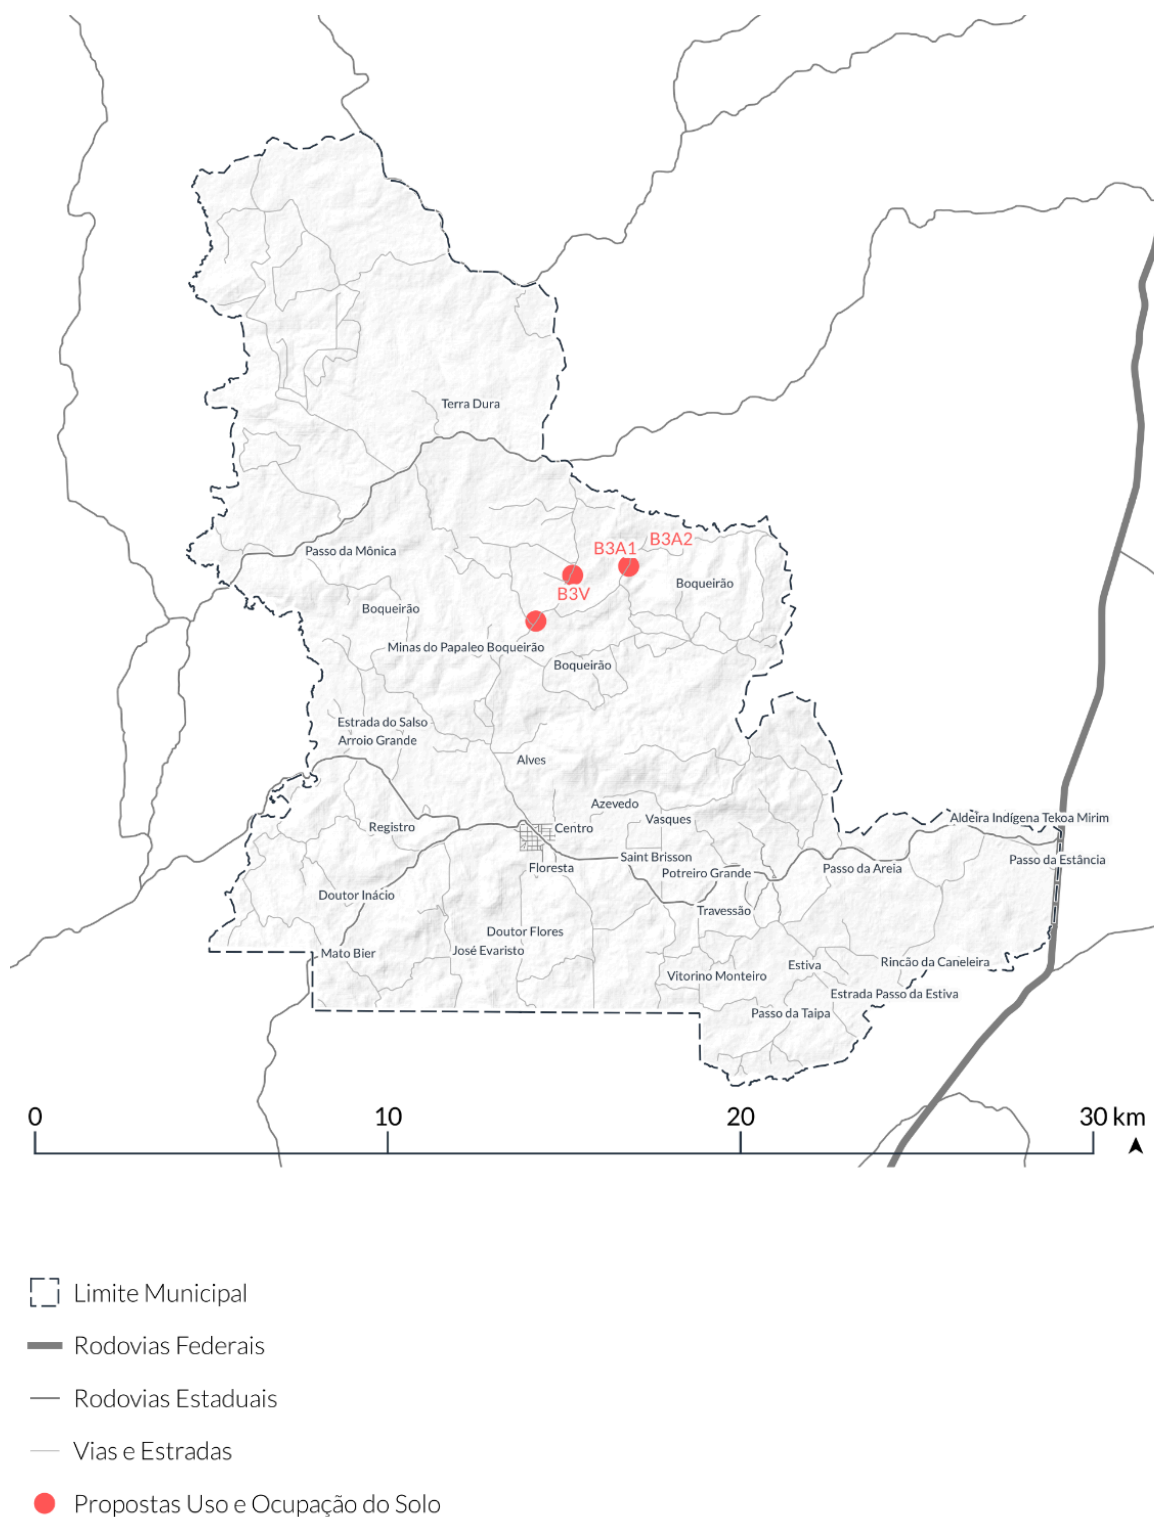 Terra Dura
B3A2
B3A1
Passo da Mônica
Boqueirão
B3V
Boqueirão
Minas do Papaleo Boqueirão
Boqueirão
Estrada do Salso
Arroio Grande
Alves
Azevedo
Aldeira Indígena Tekoa Mirim
Vasques
Registro
Centro
Saint Brisson
Passo da Estância
Floresta
Potreiro Grande
Passo da Areia
Doutor Inácio
Travessão
Doutor Flores
José Evaristo
Mato Bier
Rincão da Caneleira
Estiva
Vitorino Monteiro
Estrada Passo da Estiva
Passo da Taipa
0 10 20 30 km
Limite Municipal
Rodovias Federais
Rodovias Estaduais
Vias e Estradas
Propostas Uso e Ocupação do Solo